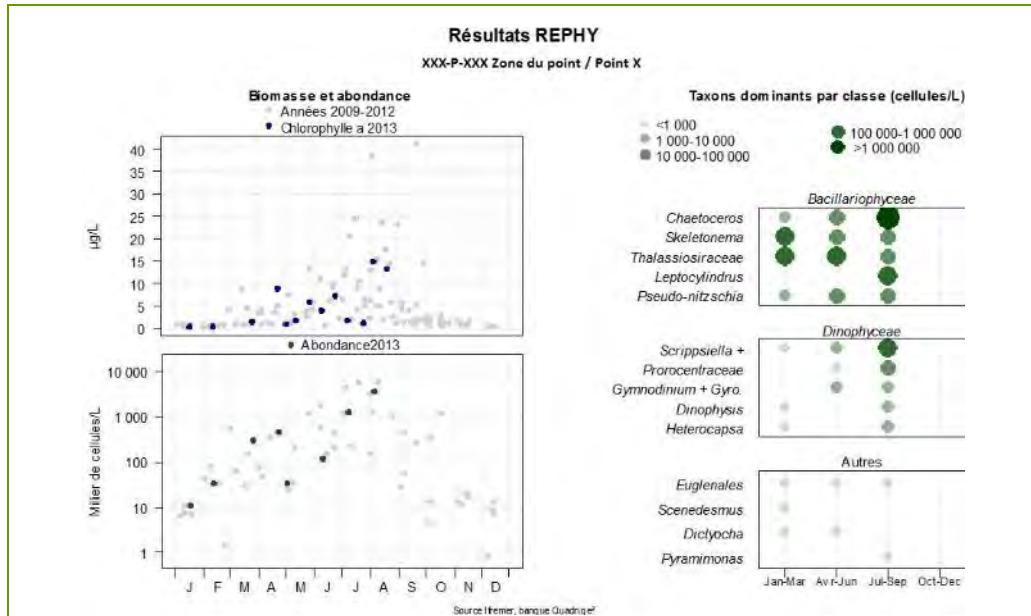 Résultats REPHY
XXX-P-XXX Zone du point / Point X
Biomasse et abondance
Années 2009-2012
Chlorophylle a 2013
40
35
30
25
20
15
10
5
0
µg/L
Abondance2013
10 000
1 000
100
10
1
Millier de cellules/L
J F M A M J J A S O N D
Taxons dominants par classe (cellules/L)
<1 000
1 000-10 000
10 000-100 000
100 000-1 000 000
>1 000 000
Bacillariophyceae
Chaetoceros
Skeletonema
Thalassiosiraceae
Leptocylindrus
Pseudo-nitzschia
Dinophyceae
Scrippsiella +
Prorocentraceae
Gymnodinium + Gyro.
Dinophysis
Heterocapsa
Autres
Euglenales
Scenedesmus
Dictyocha
Pyramimonas
Jan-Mar Avr-Jun Jul-Sep Oct-Dec
Source Ifremer, banque Quadrige²